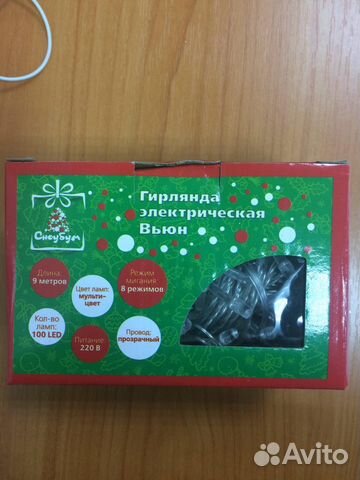 Гирлянда
электрическая
Вьюн
Сноубум
Длина:
9 метров
Цвет ламп:
мульти-
цвет
Режим
мигания:
8 режимов
Кол-во
ламп:
100 LED
Питание:
220 В
Провод:
прозрачный
Avito